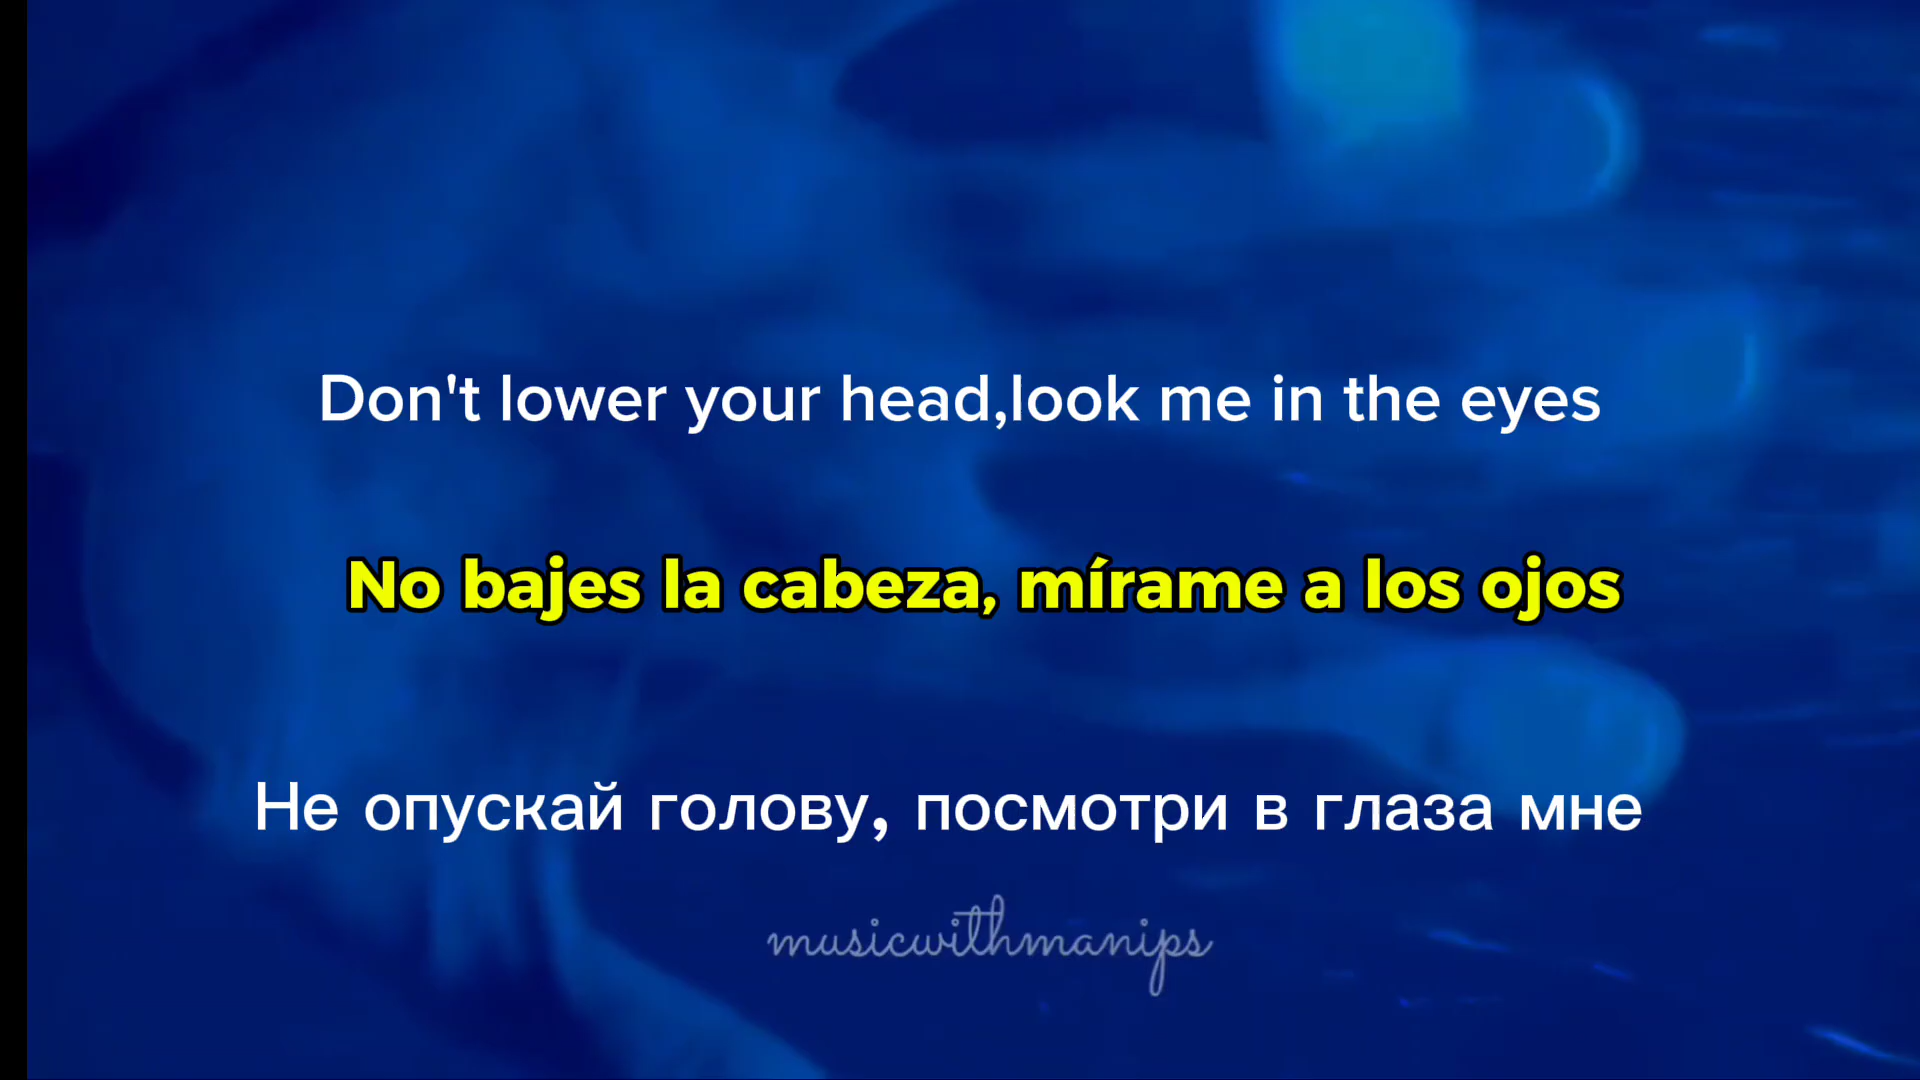 Don't lower your head,look me in the eyes
No bajes la cabeza, mírame a los ojos
Не опускай голову, посмотри в глаза мне
musicwithmanips